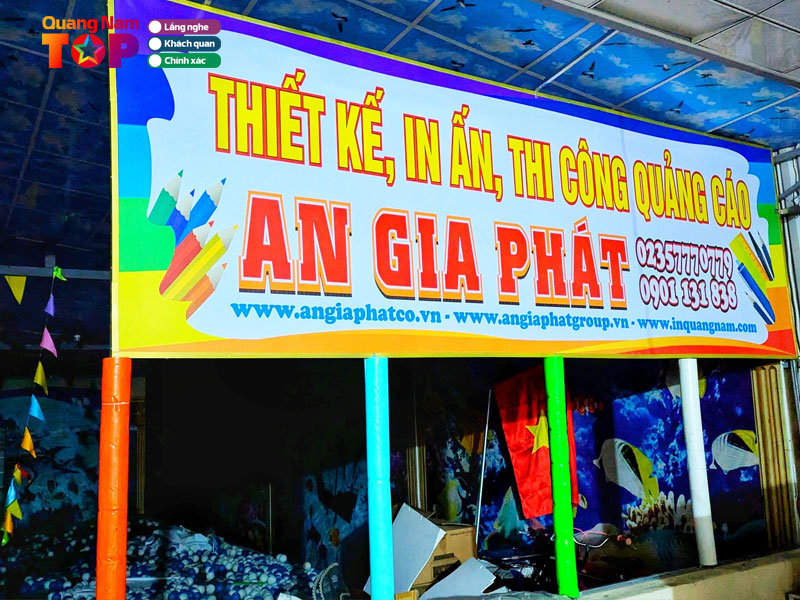 Quang Nam
TOP
Lắng nghe
Khách quan
Chính xác
THIẾT KẾ, IN ẤN, THI CÔNG QUẢNG CÁO
AN GIA PHÁT
02357770779
0901 131 838
www.angiaphatco.vn - www.angiaphatgroup.vn - www.inquangnam.com